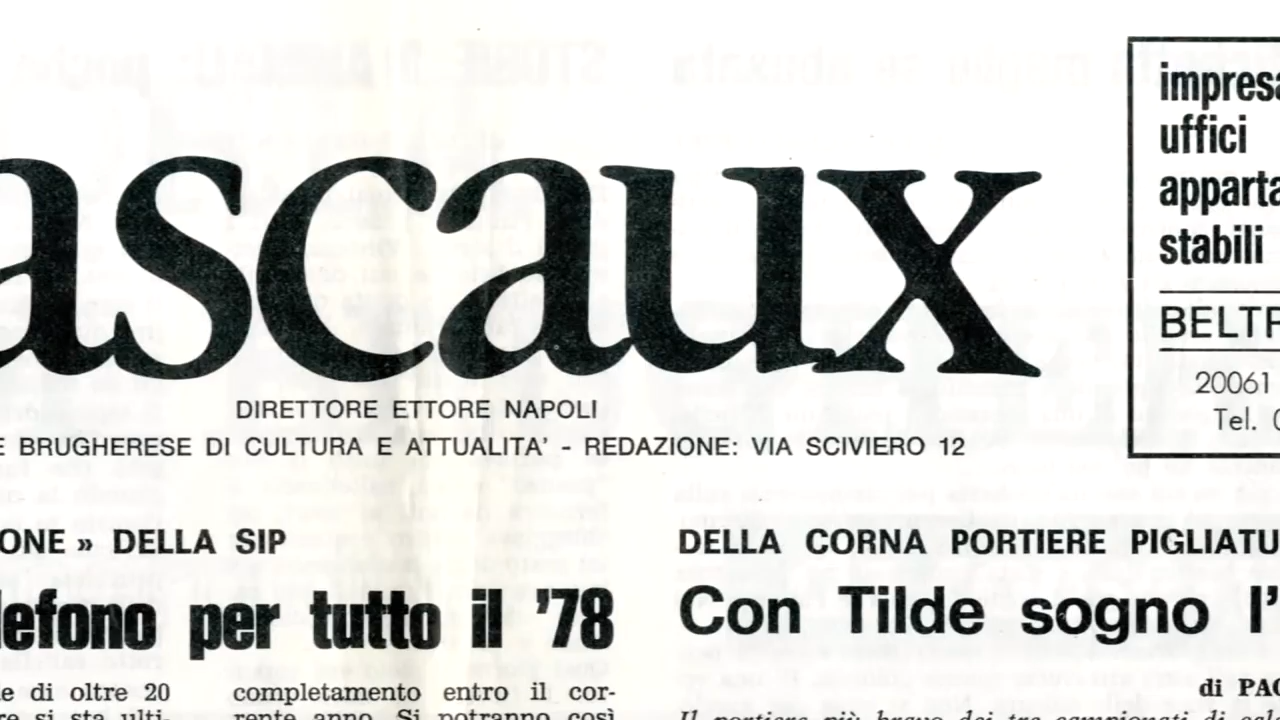 ascaux
DIRETTORE ETTORE NAPOLI
E BRUGHERESE DI CULTURA E ATTUALITA' - REDAZIONE: VIA SCIVIERO 12
impresa
uffici
apparta
stabili
BELTR
20061
Tel.
ONE » DELLA SIP
lefono per tutto il '78
le di oltre 20
re si sta ulti-
completamento entro il cor-
rente anno. Si potranno così
DELLA CORNA PORTIERE PIGLIATU
Con Tilde sogno l'
di PAO
Il portiere più bravo dei tre campionati di cal